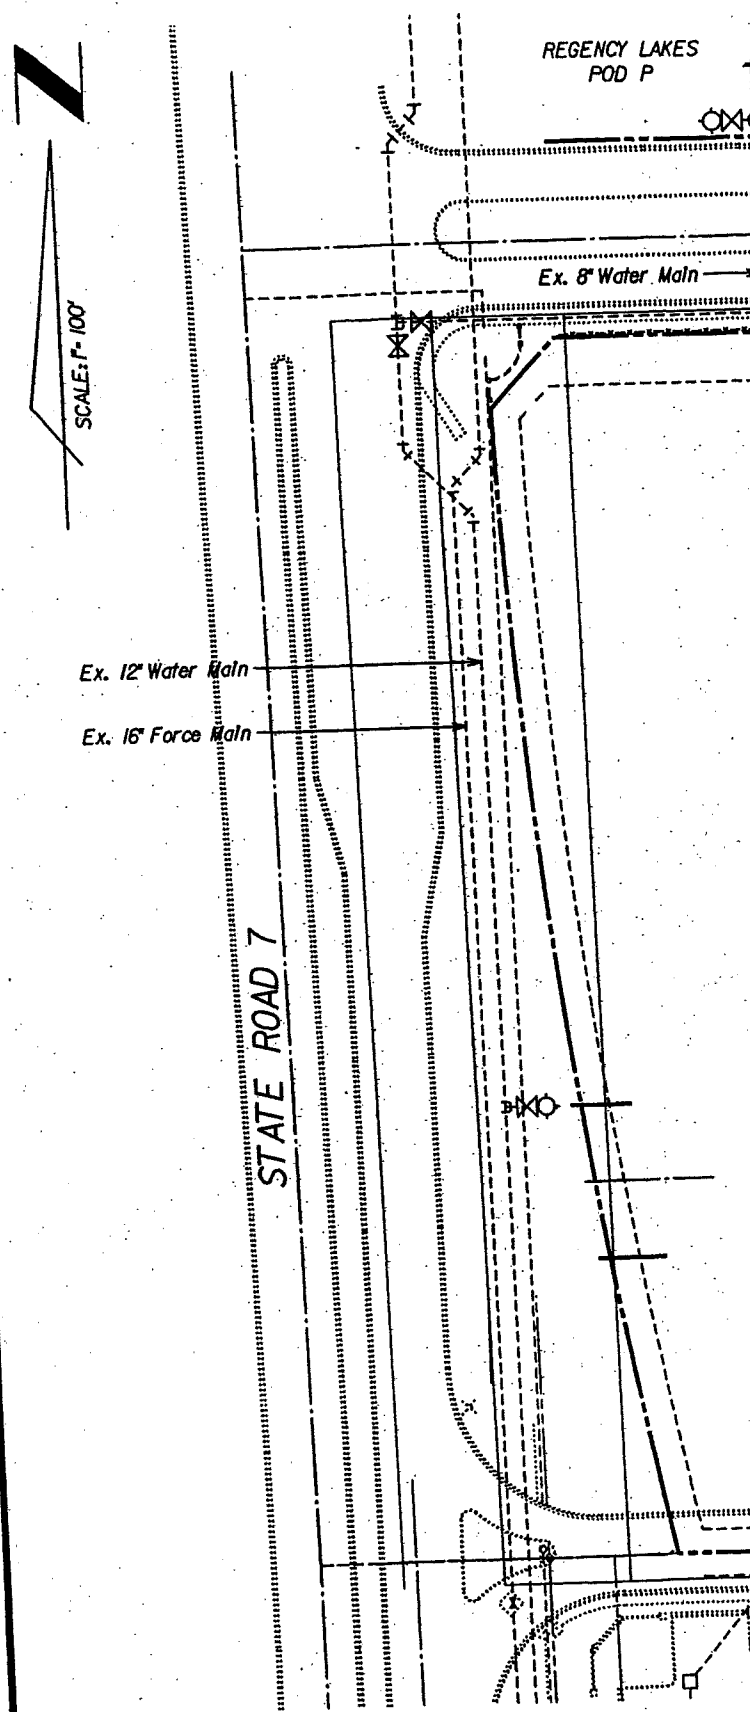 Z
REGENCY LAKES
POD P
Ex. 8" Water Main
SCALE: 1"= 100'
Ex. 12" Water Main
Ex. 16" Force Main
STATE ROAD 7